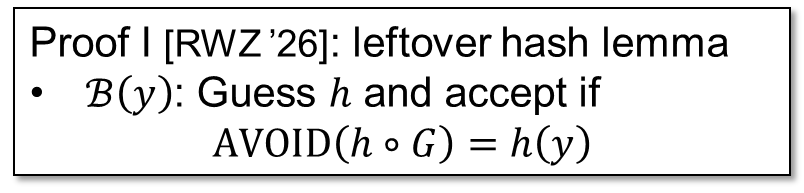 Proof I [RWZ ’26]: leftover hash lemma
• ℬ(𝑦): Guess ℎ and accept if
AVOID(ℎ ∘ 𝐺) = ℎ(𝑦)